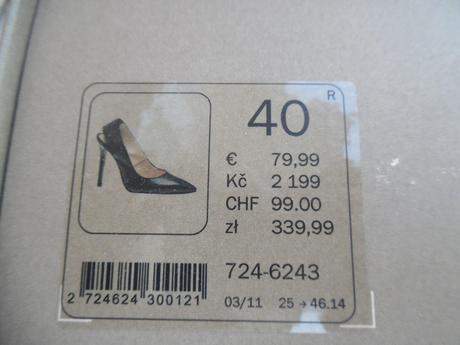 R
40
€ 79,99
Kč 2 199
CHF 99.00
zł 339,99
724-6243
2 724624 300121
03/11 25 → 46.14